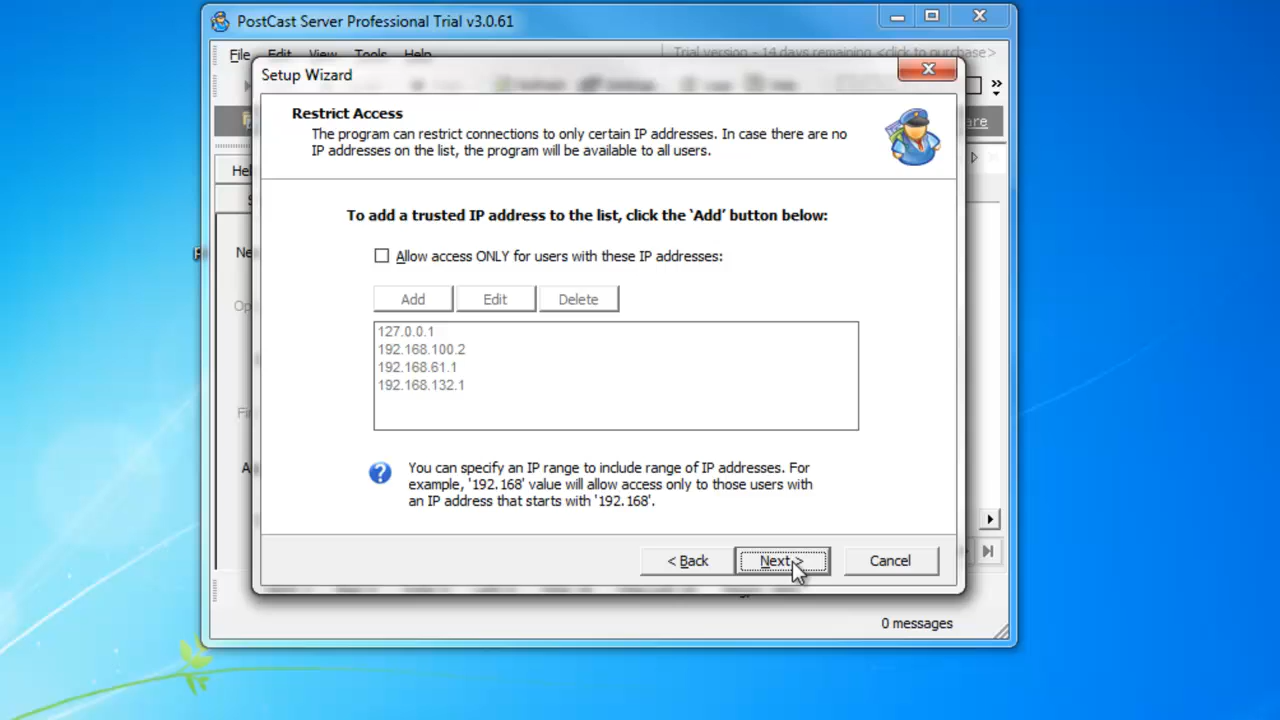 PostCast Server Professional Trial v3.0.61
File Edit View Tools Help
Trial version - 14 days remaining <click to purchase>
Setup Wizard
Restrict Access
The program can restrict connections to only certain IP addresses. In case there are no
IP addresses on the list, the program will be available to all users.
To add a trusted IP address to the list, click the `Add' button below:
Allow access ONLY for users with these IP addresses:
Add Edit Delete
127.0.0.1
192.168.100.2
192.168.61.1
192.168.132.1
You can specify an IP range to include range of IP addresses. For
example, '192.168' value will allow access only to those users with
an IP address that starts with '192.168'.
< Back Next > Cancel
0 messages